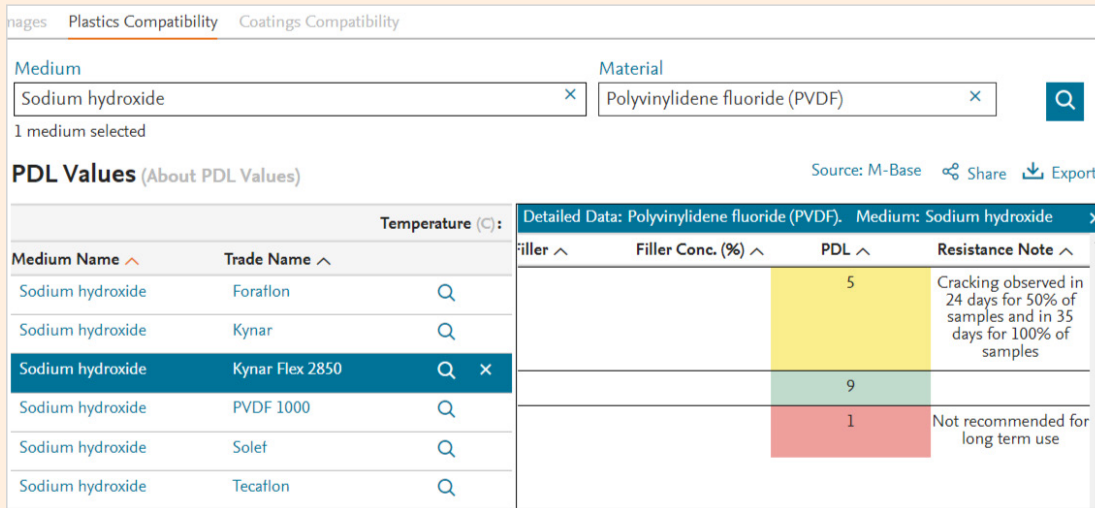 nages Plastics Compatibility Coatings Compatibility
Medium Material
Sodium hydroxide × Polyvinylidene fluoride (PVDF) ×
1 medium selected
PDL Values (About PDL Values) Source: M-Base Share Export
Temperature (C):
Medium Name Trade Name
Sodium hydroxide Foraflon
Sodium hydroxide Kynar
Sodium hydroxide Kynar Flex 2850 ×
Sodium hydroxide PVDF 1000
Sodium hydroxide Solef
Sodium hydroxide Tecaflon
Detailed Data: Polyvinylidene fluoride (PVDF). Medium: Sodium hydroxide
Filler Filler Conc. (%) PDL Resistance Note
5 Cracking observed in
24 days for 50% of
samples and in 35
days for 100% of
samples
9
1 Not recommended for
long term use